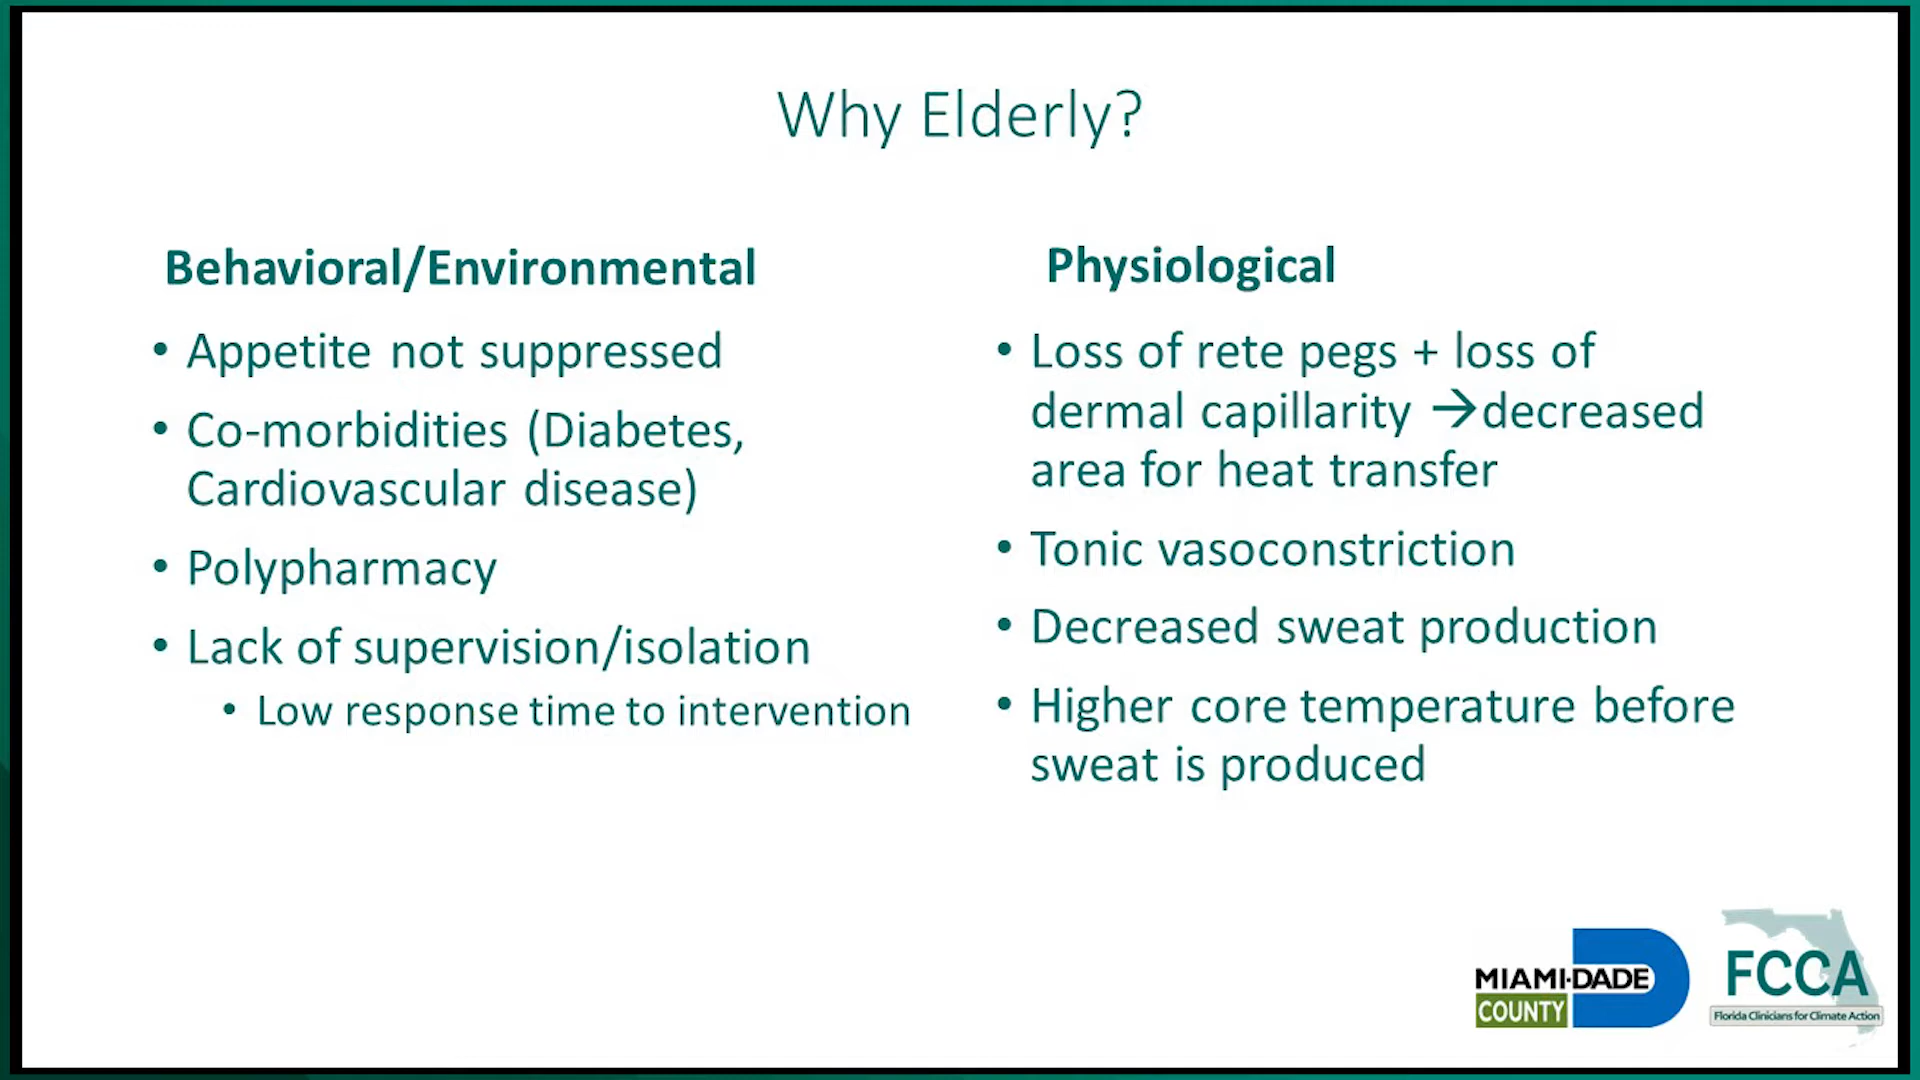 Why Elderly?
Behavioral/Environmental
• Appetite not suppressed
• Co-morbidities (Diabetes,
Cardiovascular disease)
• Polypharmacy
• Lack of supervision/isolation
• Low response time to intervention
Physiological
• Loss of rete pegs + loss of
dermal capillarity →decreased
area for heat transfer
• Tonic vasoconstriction
• Decreased sweat production
• Higher core temperature before
sweat is produced
MIAMI-DADE
COUNTY
FCCA
Florida Clinicians for Climate Action